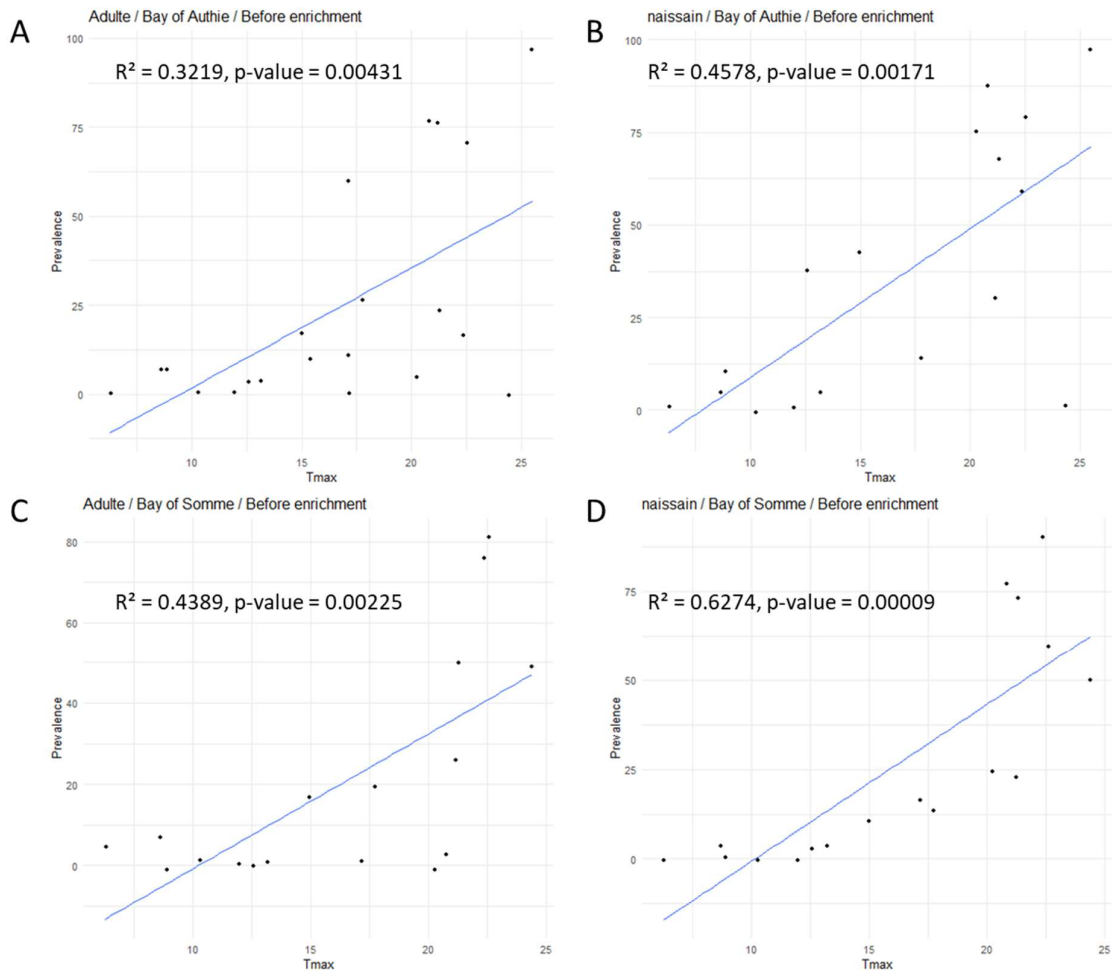 A
Adulte / Bay of Authie / Before enrichment
R² = 0.3219, p-value = 0.00431
Prevalence
100
75
50
25
0
10 15 20 25
Tmax
B
naissain / Bay of Authie / Before enrichment
R² = 0.4578, p-value = 0.00171
Prevalence
100
75
50
25
0
10 15 20 25
Tmax
C
Adulte / Bay of Somme / Before enrichment
R² = 0.4389, p-value = 0.00225
Prevalence
80
60
40
20
0
10 15 20 25
Tmax
D
naissain / Bay of Somme / Before enrichment
R² = 0.6274, p-value = 0.00009
Prevalence
75
50
25
0
10 15 20 25
Tmax